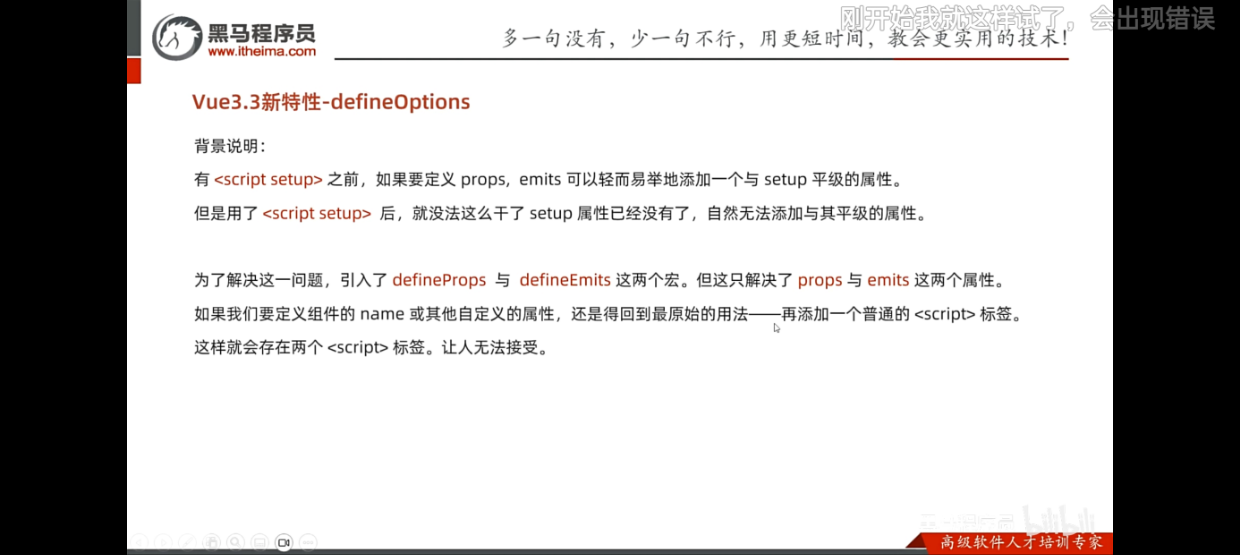 刚开始我就这样试了，会出现错误
黑马程序员
www.itheima.com
多一句没有，少一句不行，用更短时间，教会更实用的技术！
Vue3.3新特性-defineOptions
背景说明：
有 <script setup> 之前，如果要定义 props, emits 可以轻而易举地添加一个与 setup 平级的属性。
但是用了 <script setup> 后，就没法这么干了 setup 属性已经没有了，自然无法添加与其平级的属性。
为了解决这一问题，引入了 defineProps 与 defineEmits 这两个宏。但这只解决了 props 与 emits 这两个属性。
如果我们要定义组件的 name 或其他自定义的属性，还是得回到最原始的用法——再添加一个普通的 <script> 标签。
这样就会存在两个 <script> 标签。让人无法接受。
bilibili
高级软件人才培训专家